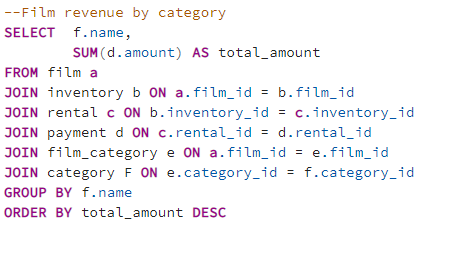 --Film revenue by category
SELECT  f.name,
        SUM(d.amount) AS total_amount
FROM film a
JOIN inventory b ON a.film_id = b.film_id
JOIN rental c ON b.inventory_id = c.inventory_id
JOIN payment d ON c.rental_id = d.rental_id
JOIN film_category e ON a.film_id = e.film_id
JOIN category F ON e.category_id = f.category_id
GROUP BY f.name
ORDER BY total_amount DESC